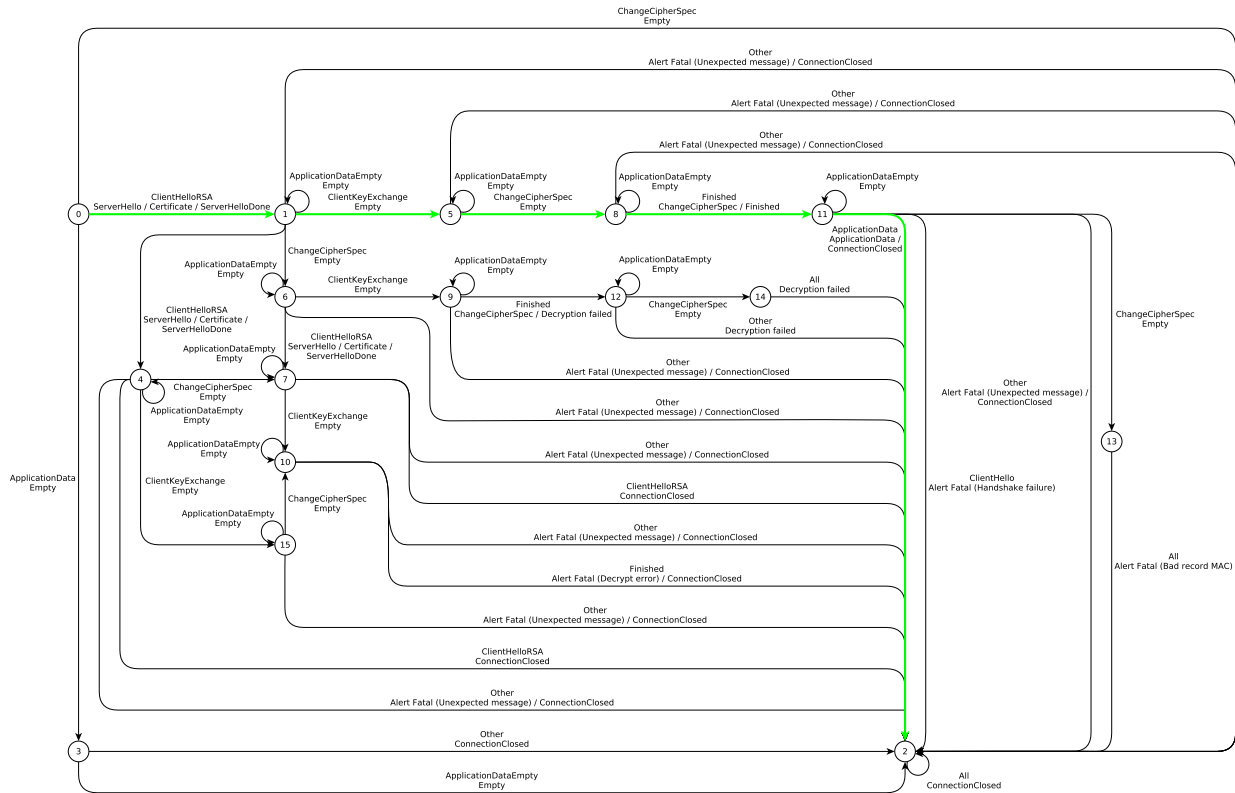 ChangeCipherSpec
Empty
Other
Alert Fatal (Unexpected message) / ConnectionClosed
Other
Alert Fatal (Unexpected message) / ConnectionClosed
Other
Alert Fatal (Unexpected message) / ConnectionClosed
ApplicationDataEmpty
Empty
ApplicationDataEmpty
Empty
ApplicationDataEmpty
Empty
ApplicationDataEmpty
Empty
0
ClientHelloRSA
ServerHello / Certificate / ServerHelloDone
1
ClientKeyExchange
Empty
5
ChangeCipherSpec
Empty
8
Finished
ChangeCipherSpec / Finished
11
ApplicationData
ApplicationData /
ConnectionClosed
ChangeCipherSpec
Empty
ApplicationDataEmpty
Empty
6
ClientKeyExchange
Empty
ApplicationDataEmpty
Empty
9
Finished
ChangeCipherSpec / Decryption failed
ApplicationDataEmpty
Empty
12
ChangeCipherSpec
Empty
14
All
Decryption failed
Other
Decryption failed
ClientHelloRSA
ServerHello / Certificate /
ServerHelloDone
ClientHelloRSA
ServerHello / Certificate /
ServerHelloDone
ChangeCipherSpec
Empty
ApplicationDataEmpty
Empty
4
ChangeCipherSpec
Empty
ApplicationDataEmpty
Empty
7
Other
Alert Fatal (Unexpected message) / ConnectionClosed
Other
Alert Fatal (Unexpected message) / ConnectionClosed
Other
Alert Fatal (Unexpected message) /
ConnectionClosed
ClientKeyExchange
Empty
ApplicationDataEmpty
Empty
10
Other
Alert Fatal (Unexpected message) / ConnectionClosed
13
ApplicationData
Empty
ClientKeyExchange
Empty
ChangeCipherSpec
Empty
ClientHelloRSA
ConnectionClosed
ClientHello
Alert Fatal (Handshake failure)
ApplicationDataEmpty
Empty
15
Other
Alert Fatal (Unexpected message) / ConnectionClosed
All
Alert Fatal (Bad record MAC)
Finished
Alert Fatal (Decrypt error) / ConnectionClosed
Other
Alert Fatal (Unexpected message) / ConnectionClosed
ClientHelloRSA
ConnectionClosed
Other
Alert Fatal (Unexpected message) / ConnectionClosed
3
Other
ConnectionClosed
2
ApplicationDataEmpty
Empty
All
ConnectionClosed